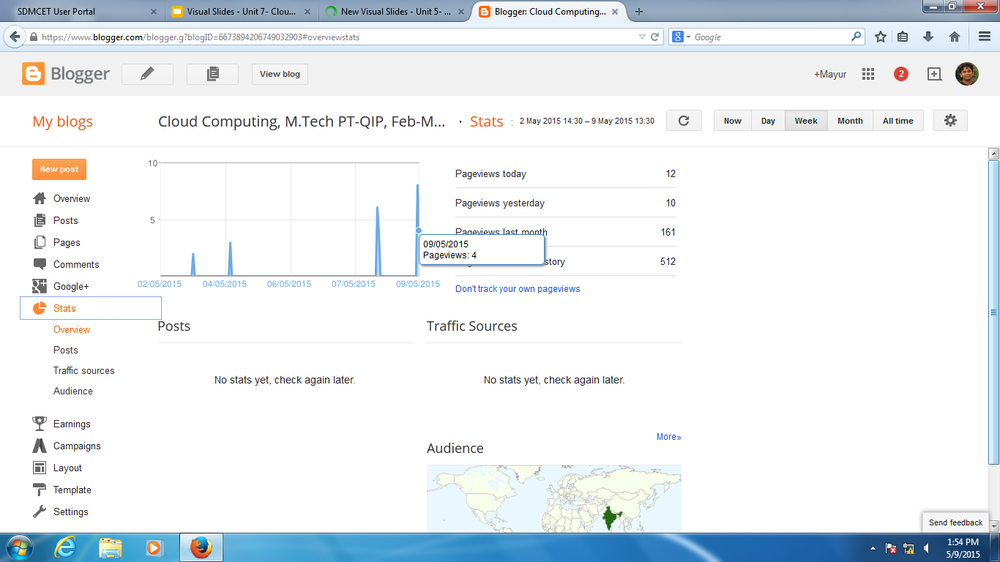 SDMCET User Portal
Visual Slides - Unit 7- Clou...
New Visual Slides - Unit 5- ...
Blogger: Cloud Computing...
https://www.blogger.com/blogger.g?blogID=6673894206749032903#overviewstats
Google
Blogger
View blog
+Mayur
2
My blogs
Cloud Computing, M.Tech PT-QIP, Feb-M... · Stats : 2 May 2015 14:30 – 9 May 2015 13:30
Now Day Week Month All time
New post
Overview
Posts
Pages
Comments
Google+
Stats
Overview
Posts
Traffic sources
Audience
Earnings
Campaigns
Layout
Template
Settings
10
5
02/05/2015 04/05/2015 06/05/2015 07/05/2015 09/05/2015
09/05/2015
Pageviews: 4
Pageviews today 12
Pageviews yesterday 10
Pageviews last month 161
story 512
Don't track your own pageviews
Posts
No stats yet, check again later.
Traffic Sources
No stats yet, check again later.
More»
Audience
Send feedback
1:54 PM
5/9/2015